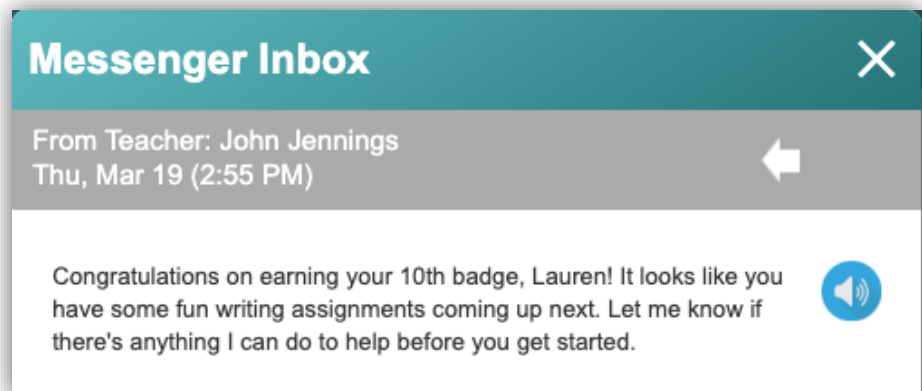 Messenger Inbox
From Teacher: John Jennings
Thu, Mar 19 (2:55 PM)
Congratulations on earning your 10th badge, Lauren! It looks like you
have some fun writing assignments coming up next. Let me know if
there's anything I can do to help before you get started.